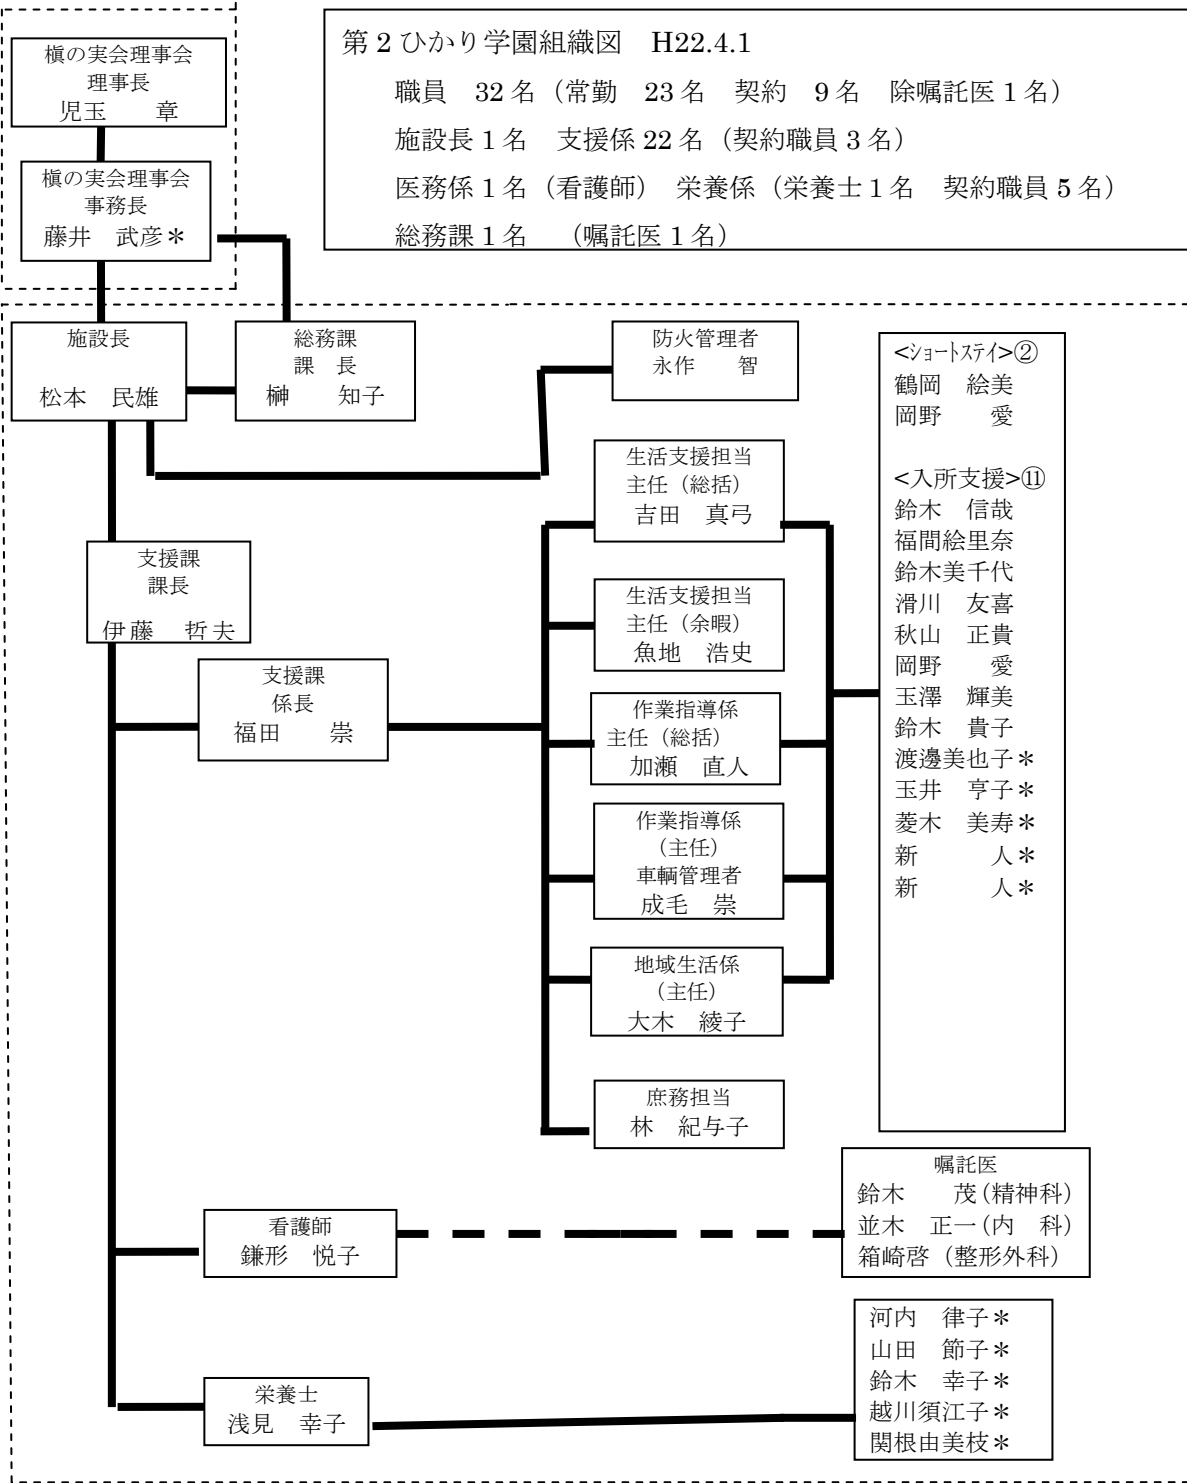 第2ひかり学園組織図　H22.4.1
職員　32名（常勤　23名　契約　9名　除嘱託医1名）
施設長1名　支援係22名（契約職員3名）
医務係1名（看護師）　栄養係（栄養士1名　契約職員5名）
総務課1名　（嘱託医1名）
槇の実会理事会
理事長
児玉　章
槇の実会理事会
事務長
藤井　武彦＊
施設長
松本　民雄
総務課
課　長
榊　知子
防火管理者
永作　智
支援課
課長
伊藤　哲夫
支援課
係長
福田　崇
生活支援担当
主任（総括）
吉田　真弓
生活支援担当
主任（余暇）
魚地　浩史
作業指導係
主任（総括）
加瀬　直人
作業指導係
（主任）
車輌管理者
成毛　崇
地域生活係
（主任）
大木　綾子
庶務担当
林　紀与子
<ｼｮｰﾄｽﾃｲ>②
鶴岡　絵美
岡野　愛
<入所支援>⑪
鈴木　信哉
福間絵里奈
鈴木美千代
滑川　友喜
秋山　正貴
岡野　愛
玉澤　輝美
鈴木　貴子
渡邊美也子＊
玉井　亨子＊
菱木　美寿＊
新　人＊
新　人＊
看護師
鎌形　悦子
嘱託医
鈴木　茂(精神科)
並木　正一(内　科)
箱崎啓（整形外科）
栄養士
浅見　幸子
河内　律子＊
山田　節子＊
鈴木　幸子＊
越川須江子＊
関根由美枝＊